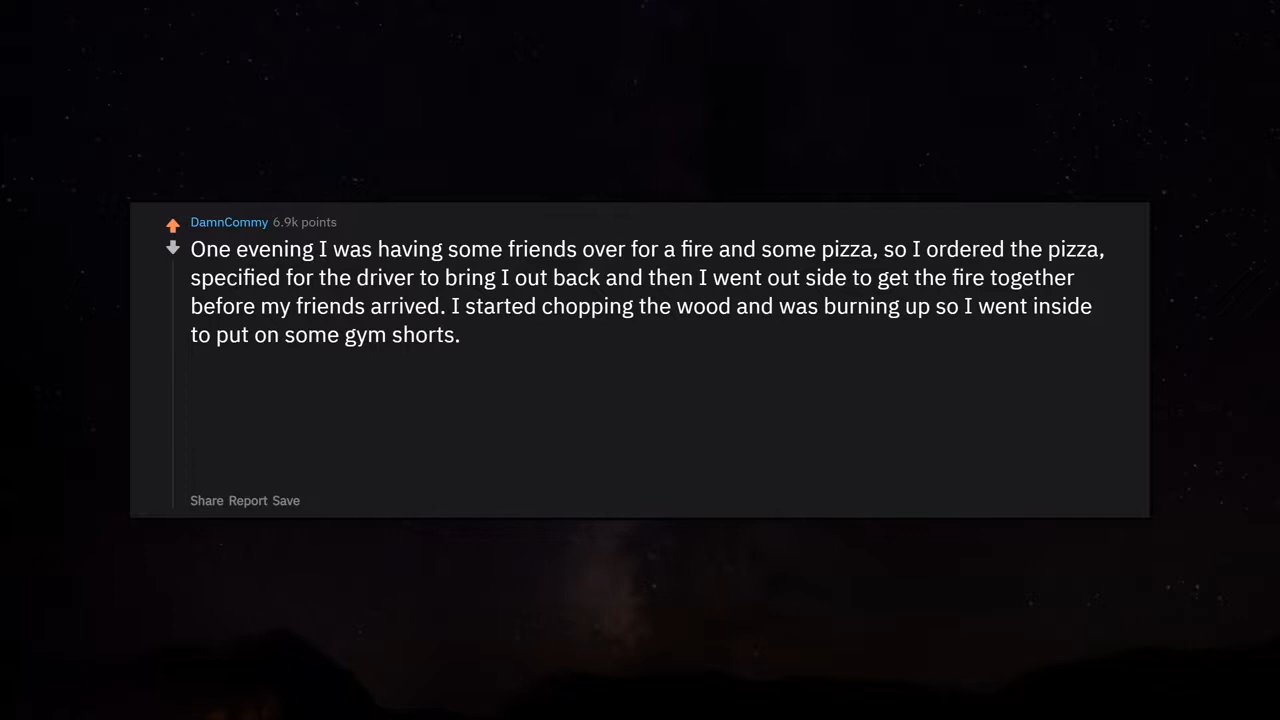 DamnCommy 6.9k points
One evening I was having some friends over for a fire and some pizza, so I ordered the pizza,
specified for the driver to bring I out back and then I went out side to get the fire together
before my friends arrived. I started chopping the wood and was burning up so I went inside
to put on some gym shorts.
Share Report Save